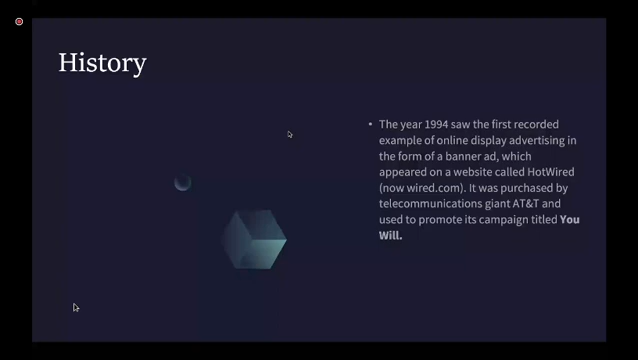 History
• The year 1994 saw the first recorded
example of online display advertising in
the form of a banner ad, which
appeared on a website called HotWired
(now wired.com). It was purchased by
telecommunications giant AT&T and
used to promote its campaign titled You
Will.